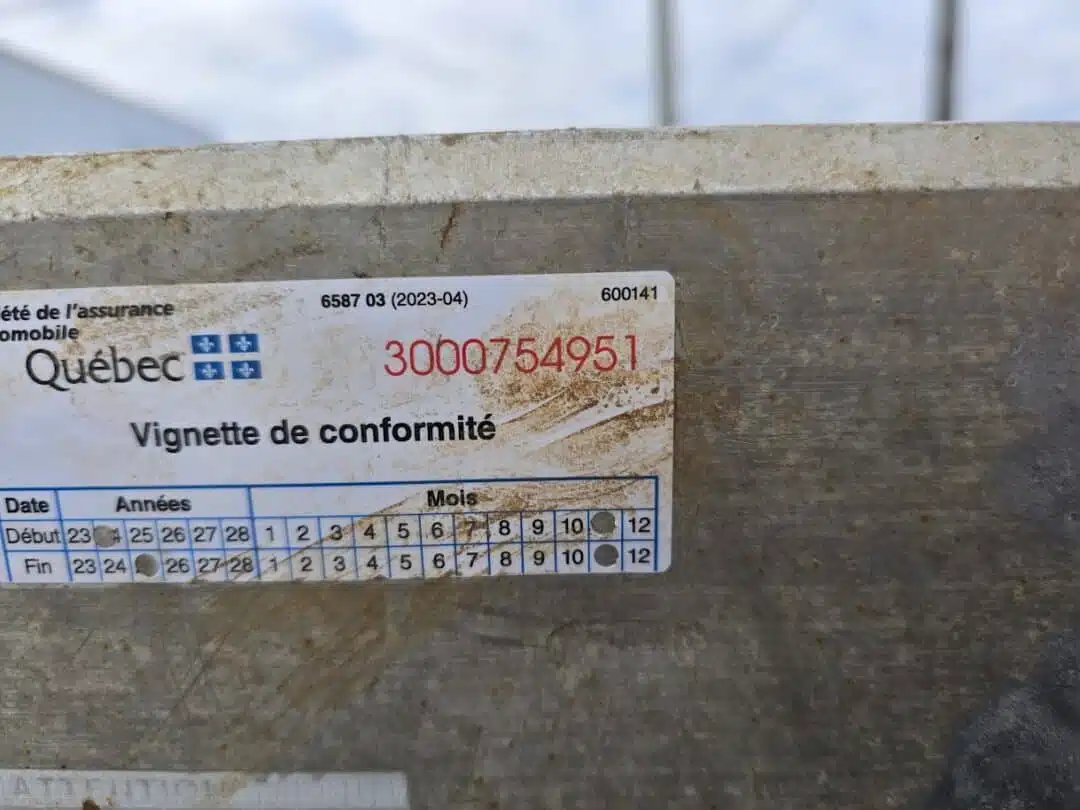 été de l'assurance
omobile
Québec
6587 03 (2023-04)
600141
3000754951
Vignette de conformité
Date Années Mois
Début 23 4 25 26 27 28 1 2 3 4 5 6 7 8 9 10 12
Fin 23 24 26 27 28 1 2 3 4 5 6 7 8 9 10 12
ATTENTION